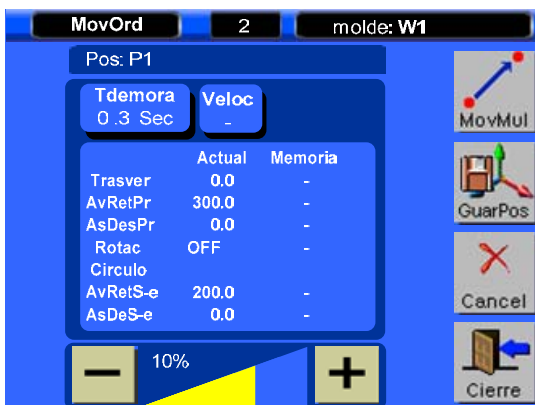 MovOrd 2 molde: W1
Pos: P1
Tdemora Veloc
0.3 Sec -
Actual Memoria
Trasver 0.0 -
AvRetPr 300.0 -
AsDesPr 0.0 -
Rotac OFF -
Circulo
AvRetS-e 200.0 -
AsDeS-e 0.0 -
10%
MovMul
GuarPos
Cancel
Cierre